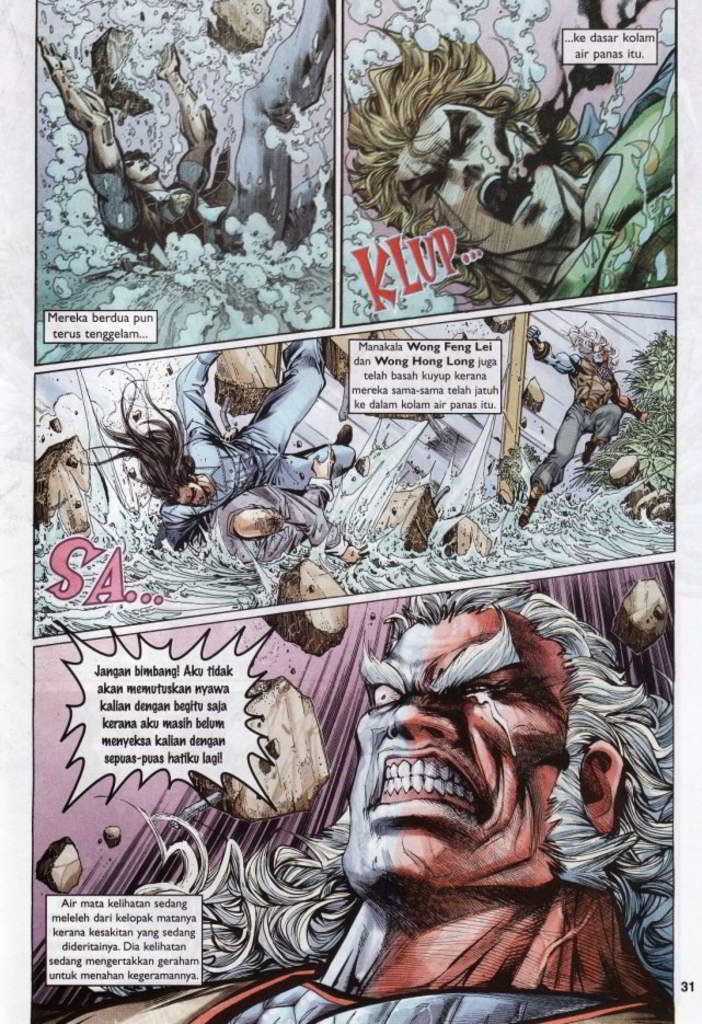 Mereka berdua pun
terus tenggelam...
...ke dasar kolam
air panas itu.
KLUP...
Manakala Wong Feng Lei
dan Wong Hong Long juga
telah basah kuyup kerana
mereka sama-sama telah jatuh
ke dalam kolam air panas itu.
SA...
Jangan bimbang! Aku tidak
akan memutuskan nyawa
kalian dengan begitu saja
kerana aku masih belum
menyeksa kalian dengan
sepuas-puas hatiku lagi!
Air mata kelihatan sedang
meleleh dari kelopak matanya
kerana kesakitan yang sedang
dideritainya. Dia kelihatan
sedang mengertakkan geraham
untuk menahan kegeramannya.
31